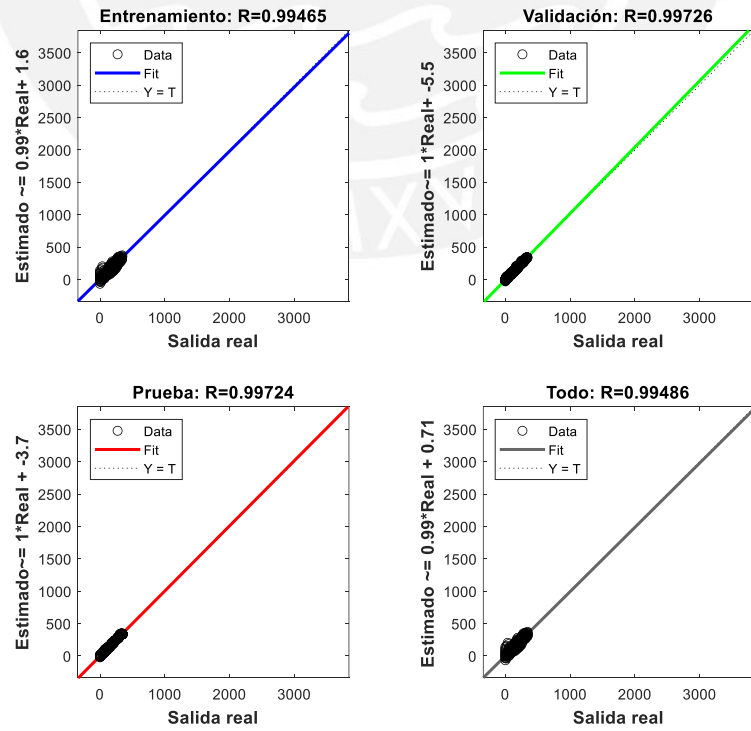 Entrenamiento: R=0.99465
Estimado ~= 0.99*Real+ 1.6
3500
3000
2500
2000
1500
1000
500
0
Data
Fit
Y = T
0 1000 2000 3000
Salida real
Validación: R=0.99726
Estimado~= 1*Real+ -5.5
3500
3000
2500
2000
1500
1000
500
0
Data
Fit
Y = T
0 1000 2000 3000
Salida real
Prueba: R=0.99724
Estimado~= 1*Real + -3.7
3500
3000
2500
2000
1500
1000
500
0
Data
Fit
Y = T
0 1000 2000 3000
Salida real
Todo: R=0.99486
Estimado ~= 0.99*Real + 0.71
3500
3000
2500
2000
1500
1000
500
0
Data
Fit
Y = T
0 1000 2000 3000
Salida real